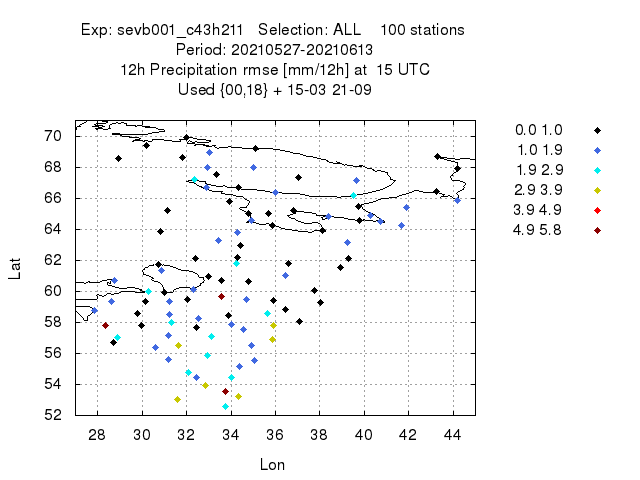 Exp: sevb001_c43h211   Selection: ALL    100 stations
Period: 20210527-20210613
12h Precipitation rmse [mm/12h] at  15 UTC
Used {00,18} + 15-03 21-09
70
68
66
64
62
60
58
56
54
52
28 30 32 34 36 38 40 42 44
Lat
Lon
0.0 1.0
1.0 1.9
1.9 2.9
2.9 3.9
3.9 4.9
4.9 5.8